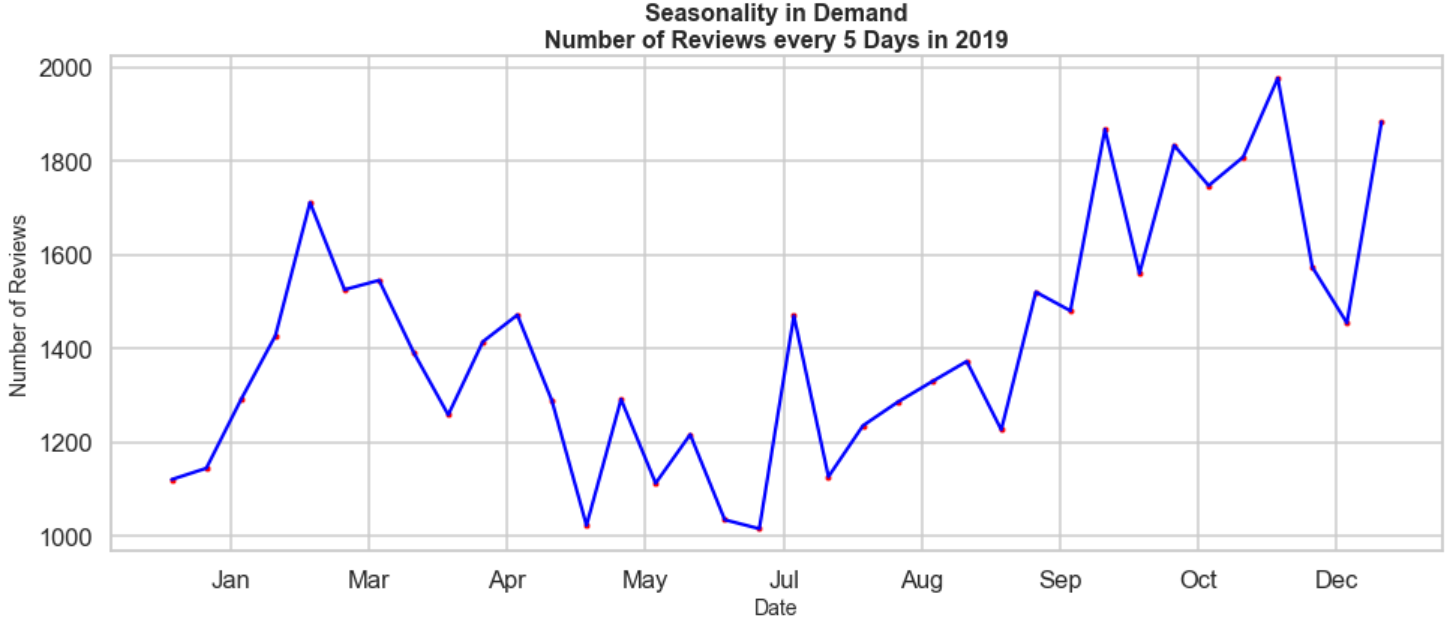 Seasonality in Demand
Number of Reviews every 5 Days in 2019
2000
1800
1600
1400
1200
1000
Number of Reviews
Jan Mar Apr May Jul Aug Sep Oct Dec
Date